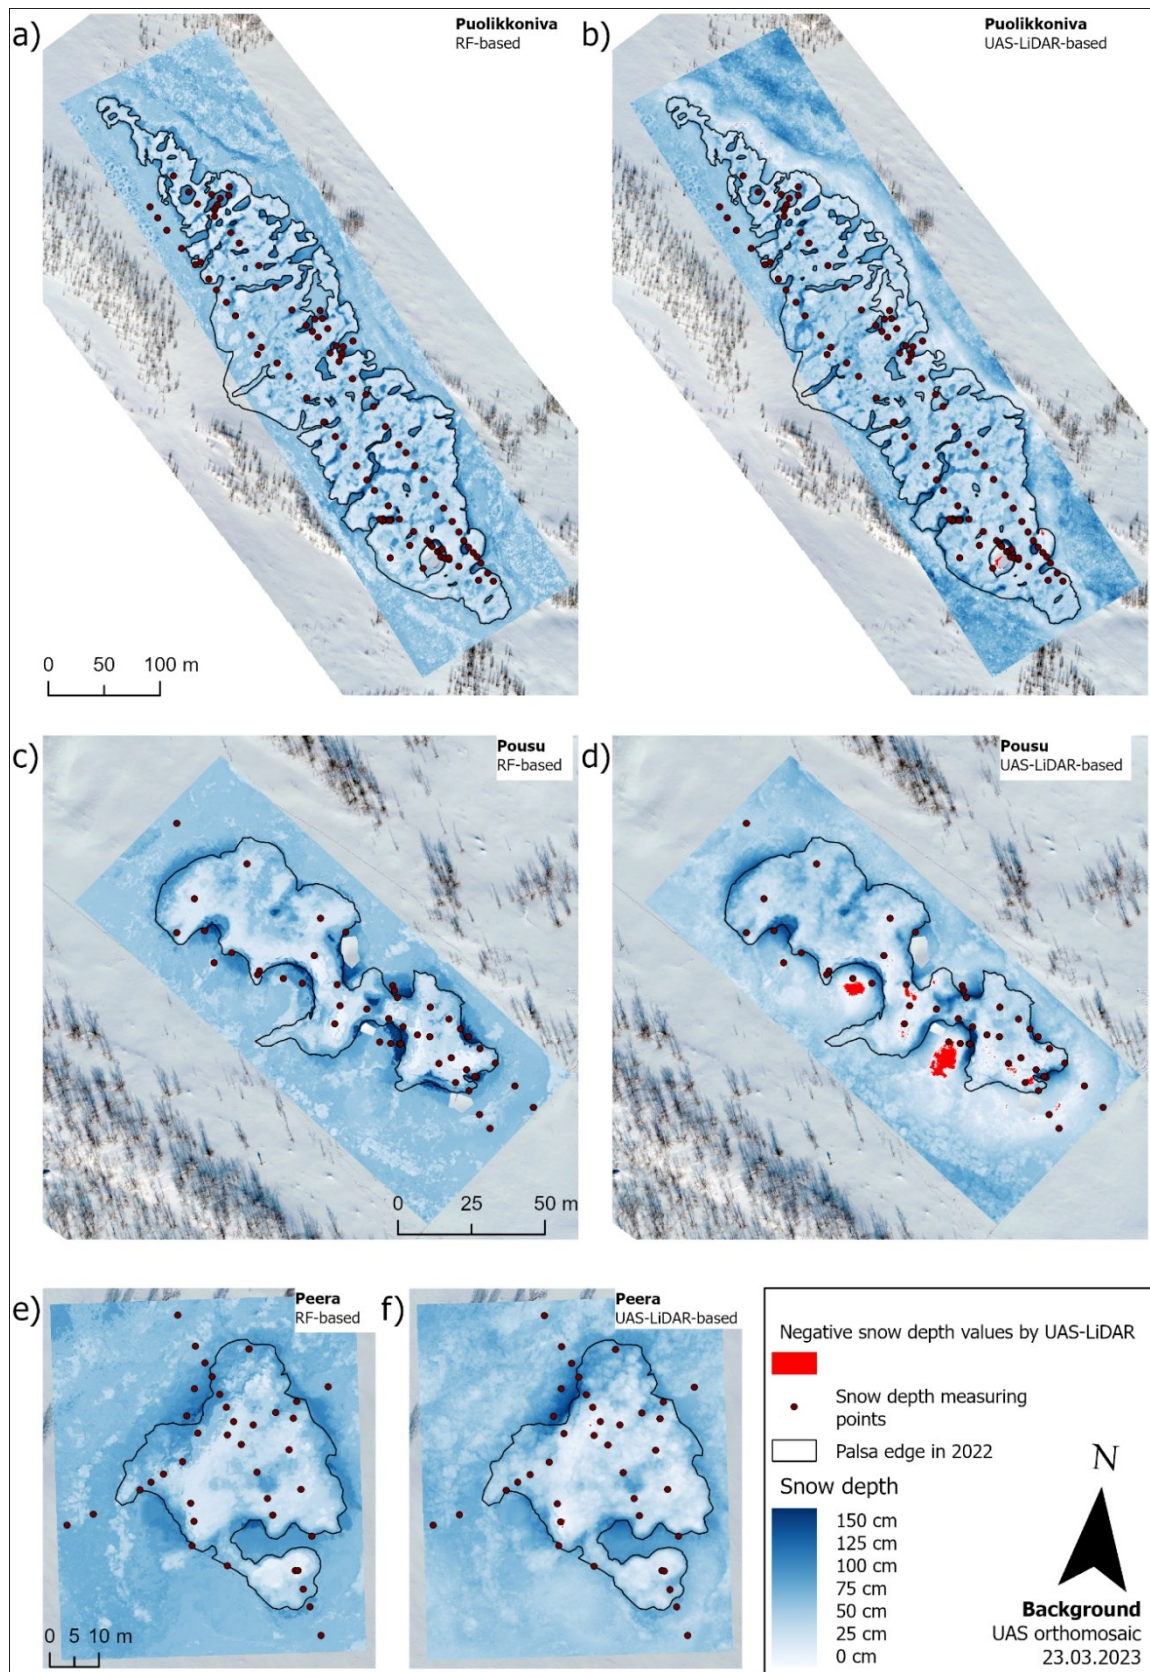 a)
Puolikkoniva
RF-based
b)
Puolikkoniva
UAS-LiDAR-based
0 50 100 m
c)
Pousu
RF-based
d)
Pousu
UAS-LiDAR-based
0 25 50 m
e)
Peera
RF-based
f)
Peera
UAS-LiDAR-based
0 5 10 m
Negative snow depth values by UAS-LiDAR
Snow depth measuring
points
Palsa edge in 2022
Snow depth
150 cm
125 cm
100 cm
75 cm
50 cm
25 cm
0 cm
N
Background
UAS orthomosaic
23.03.2023